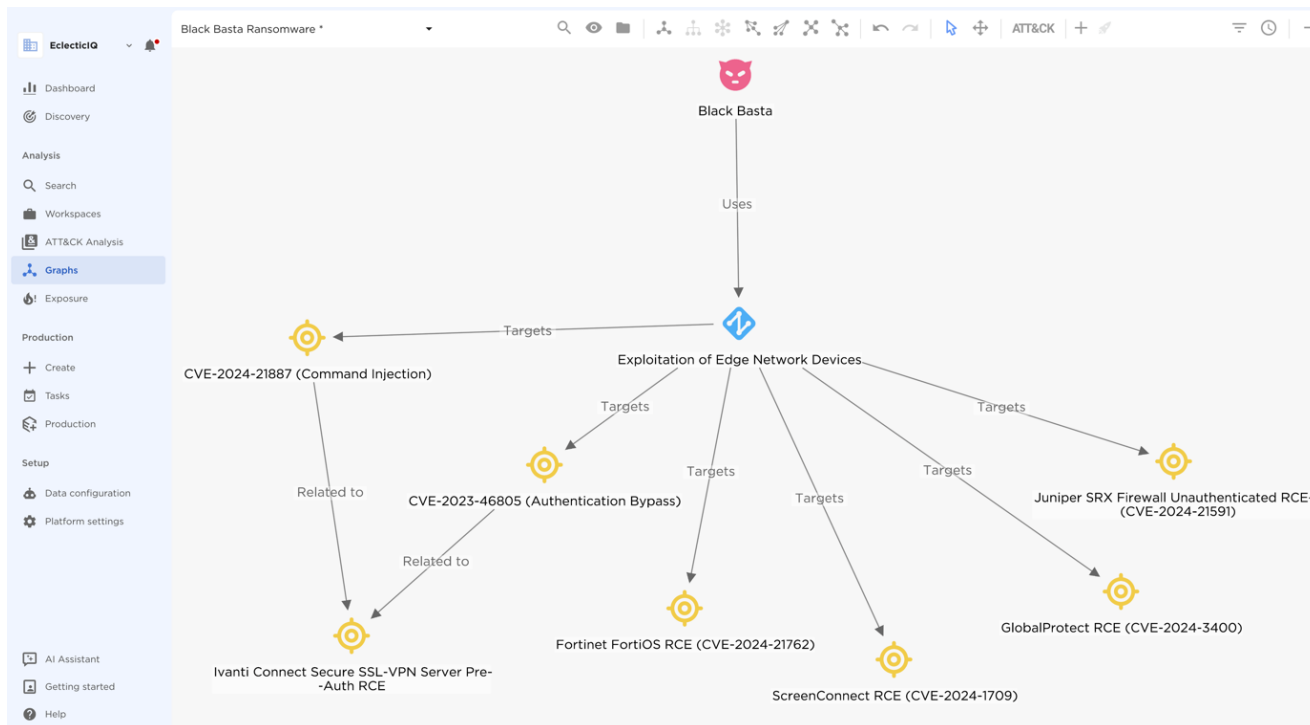 Black Basta Ransomware *
ATT&CK
EclecticIQ
Dashboard
Discovery
Analysis
Search
Workspaces
ATT&CK Analysis
Graphs
Exposure
Production
Create
Tasks
Production
Setup
Data configuration
Platform settings
AI Assistant
Getting started
Help
Black Basta
Uses
Exploitation of Edge Network Devices
Targets
CVE-2024-21887 (Command Injection)
Targets
Targets
Targets
Targets
Targets
Related to
CVE-2023-46805 (Authentication Bypass)
Juniper SRX Firewall Unauthenticated RCE-
(CVE-2024-21591)
Related to
GlobalProtect RCE (CVE-2024-3400)
Fortinet FortiOS RCE (CVE-2024-21762)
Ivanti Connect Secure SSL-VPN Server Pre-
-Auth RCE
ScreenConnect RCE (CVE-2024-1709)